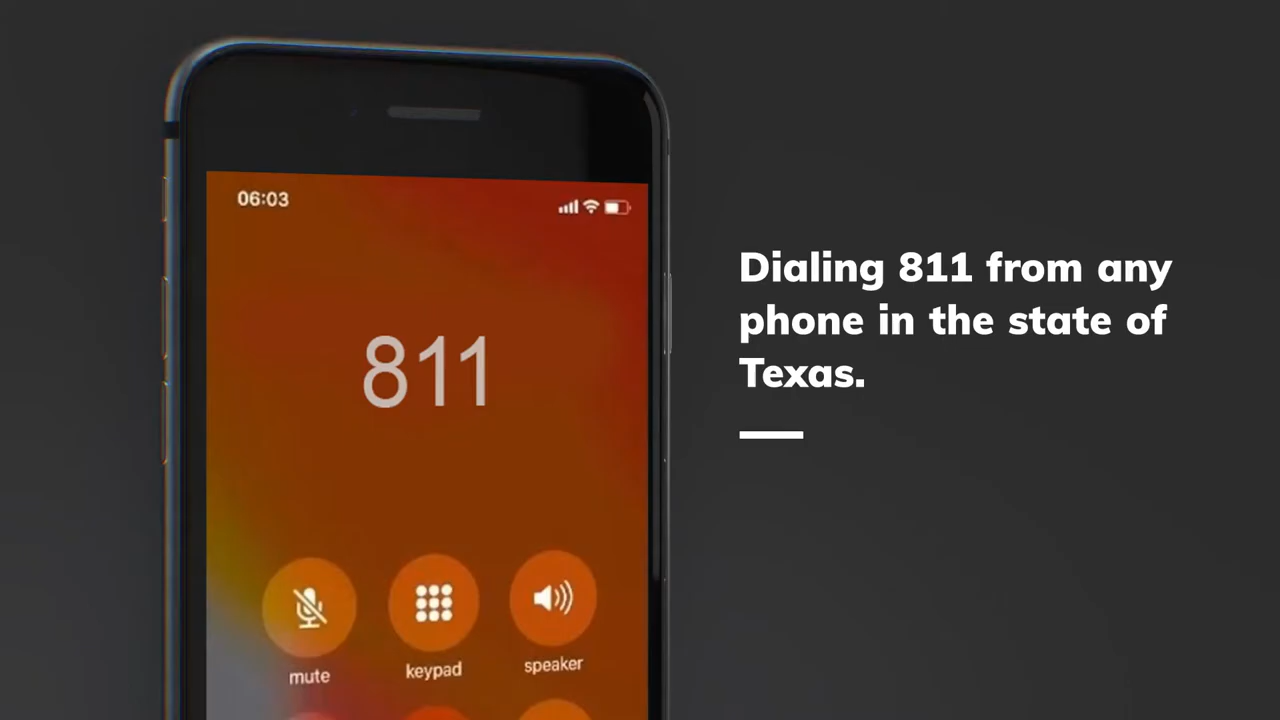 06:03
811
mute
keypad
speaker
Dialing 811 from any
phone in the state of
Texas.